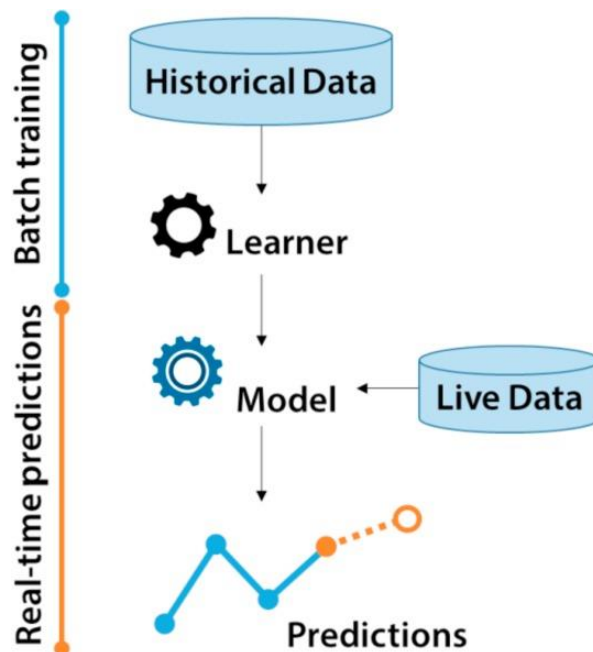 Batch training
Historical Data
Learner
Real-time predictions
Model
Live Data
Predictions